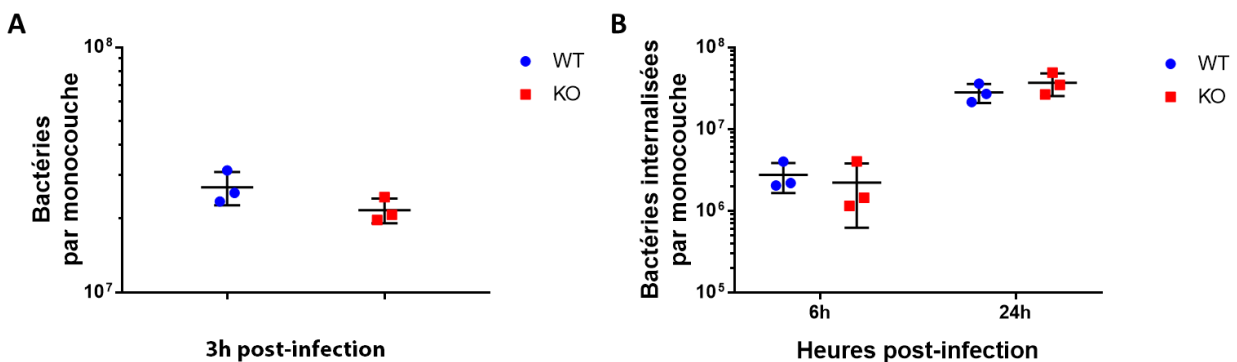 A
Bactéries
par monocouche
10⁸
10⁷
3h post-infection
WT
KO
B
Bactéries internalisées
par monocouche
10⁸
10⁷
10⁶
10⁵
6h
24h
Heures post-infection
WT
KO